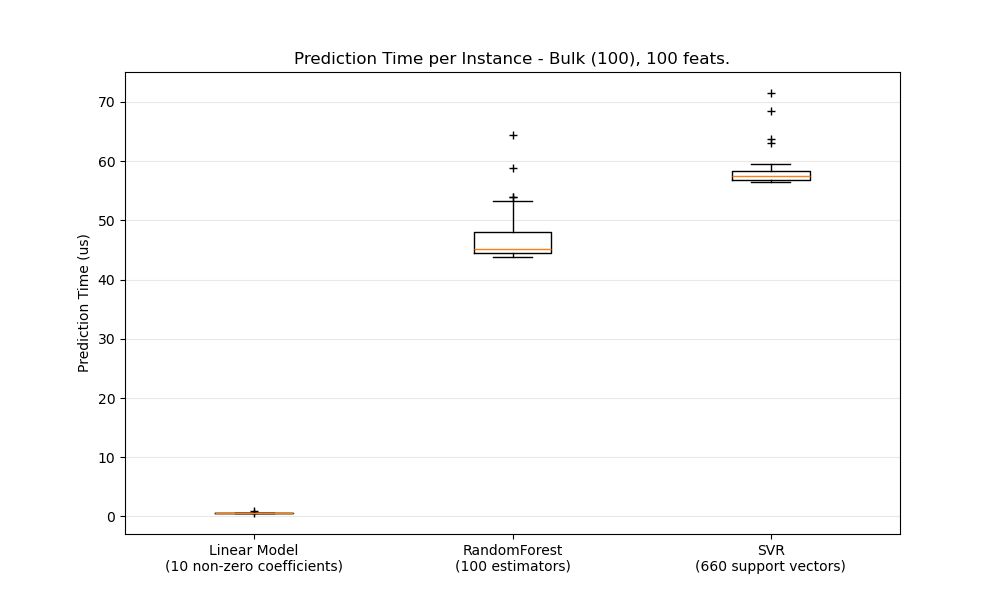 Prediction Time per Instance - Bulk (100), 100 feats.
Prediction Time (us)
70
60
50
40
30
20
10
0
Linear Model
(10 non-zero coefficients)
RandomForest
(100 estimators)
SVR
(660 support vectors)